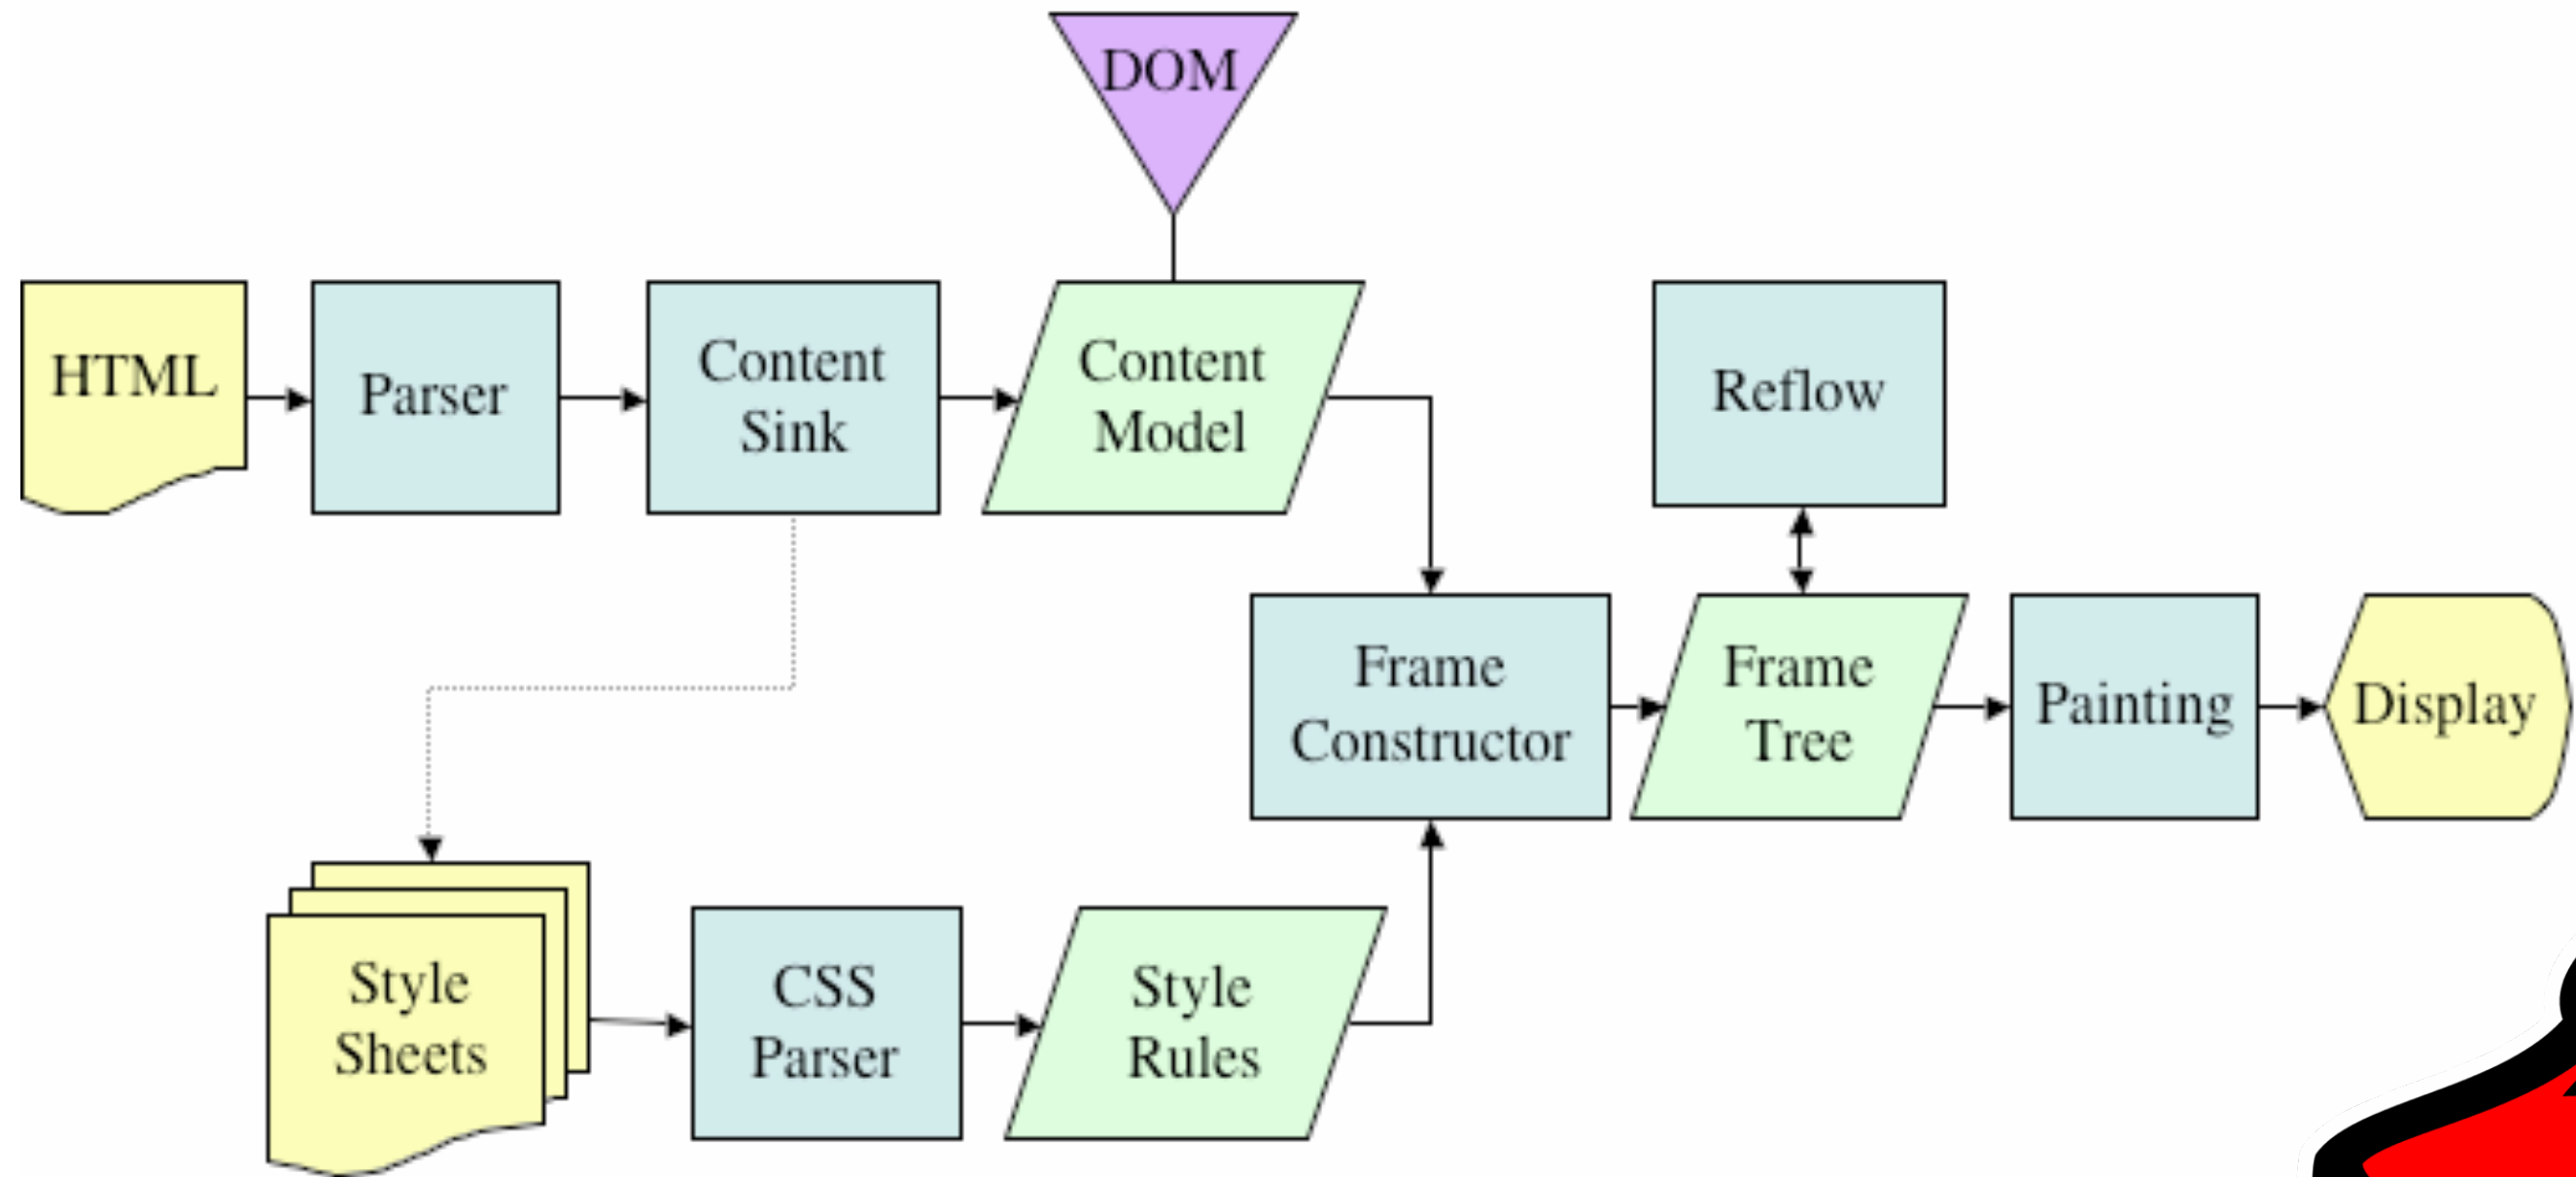 DOM
HTML
Parser
Content
Sink
Content
Model
Reflow
Frame
Constructor
Frame
Tree
Painting
Display
Style
Sheets
CSS
Parser
Style
Rules